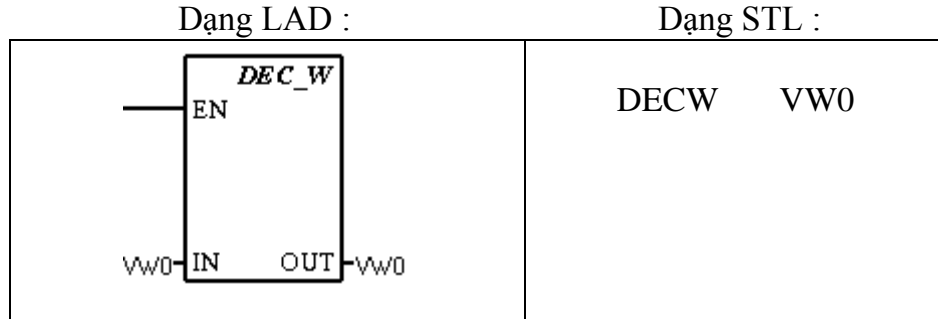 Dạng LAD : Dạng STL :
DEC_W
EN
DECW VW0
VW0 IN OUT VW0